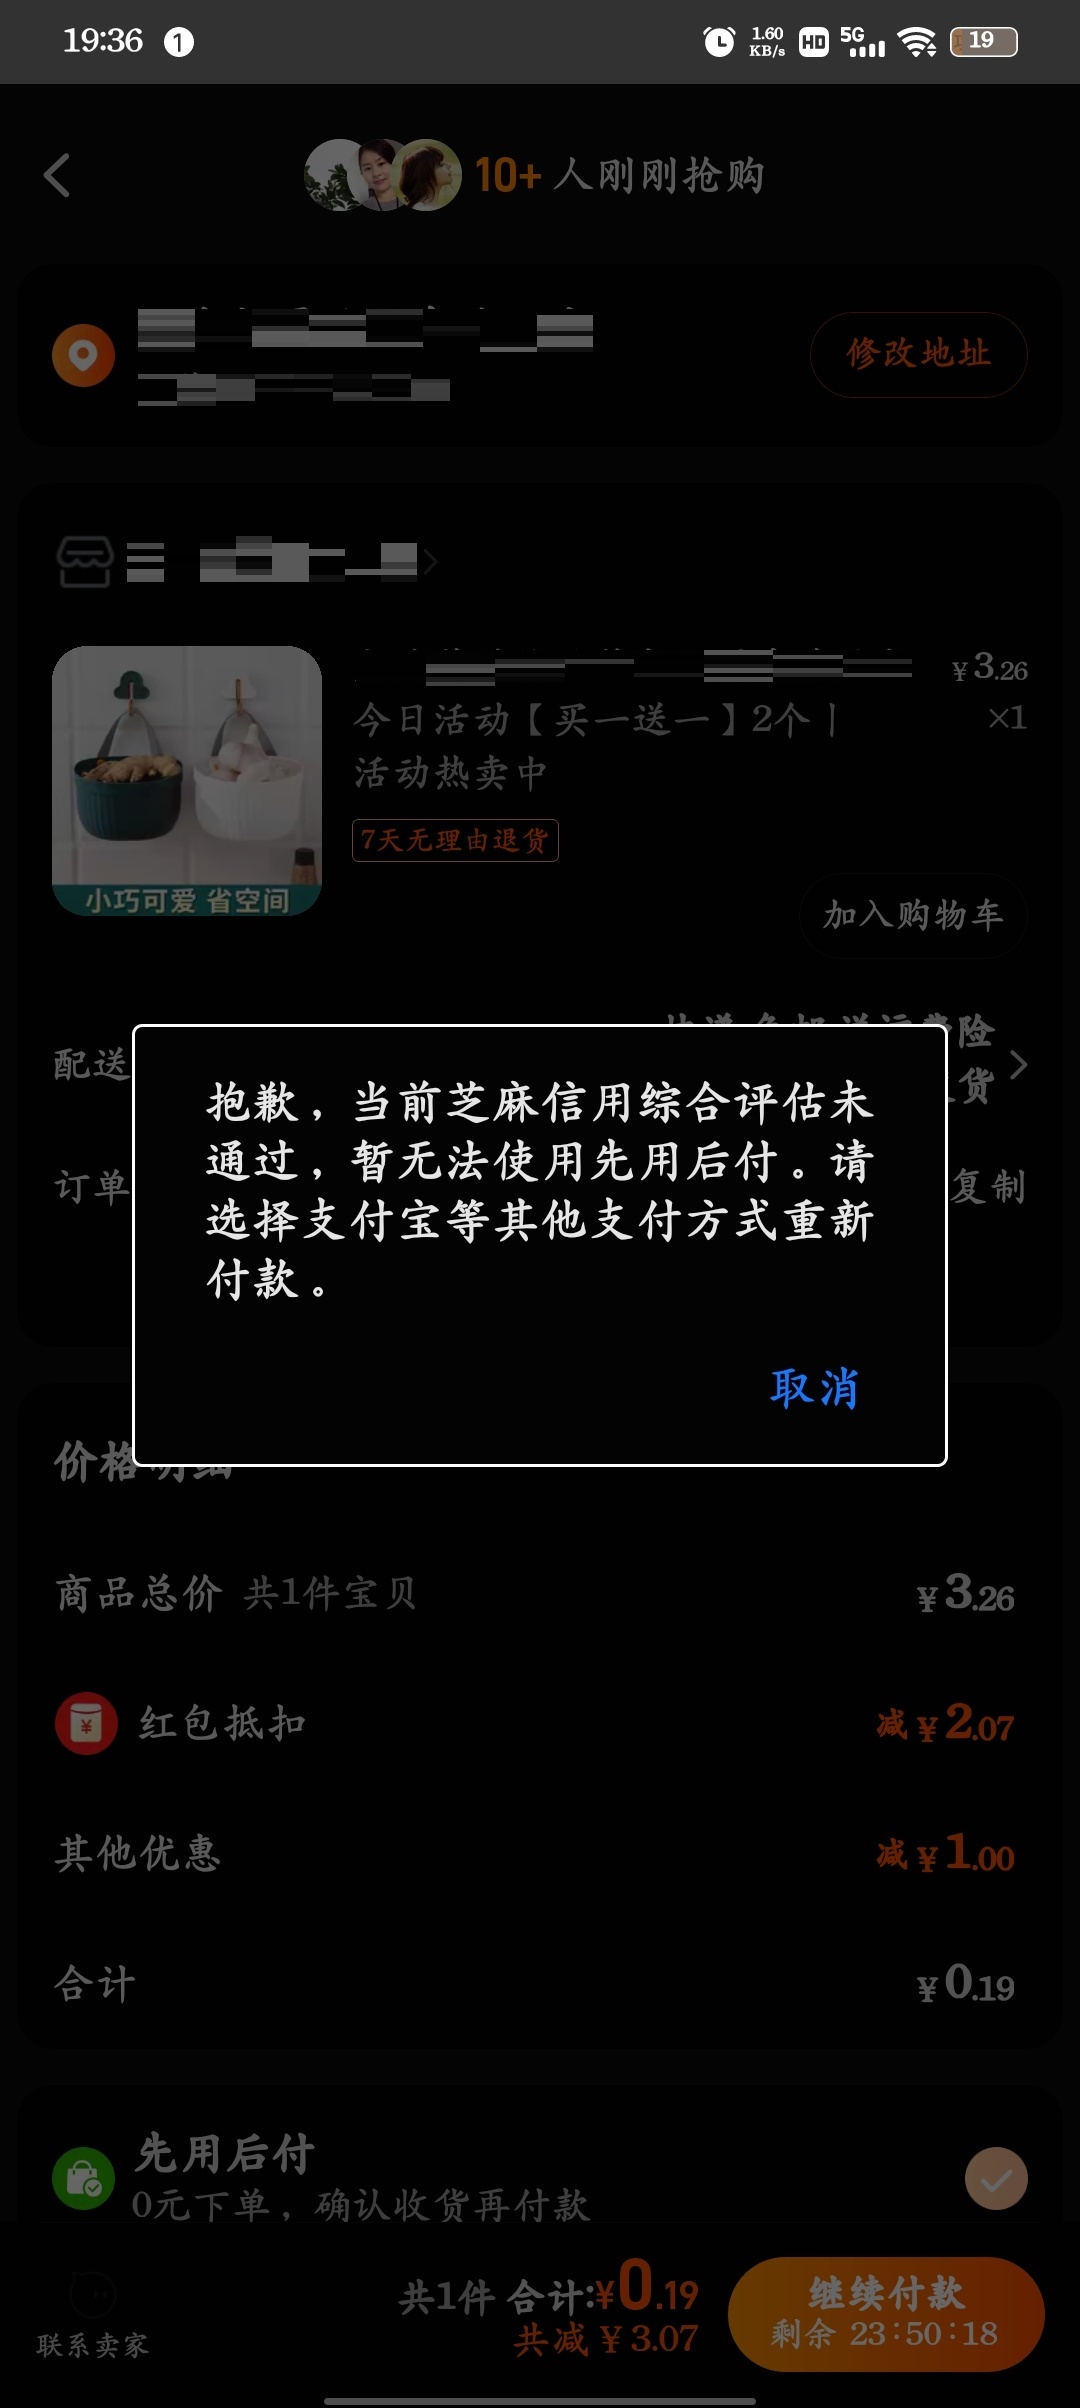 19:36 1 1.60 KB/s HD 5G 19
10+ 人刚刚抢购
修改地址
¥3.26
今日活动【买一送一】2个丨
×1
活动热卖中
7天无理由退货
小巧可爱 省空间
加入购物车
险
配送
货
订单
复制
抱歉，当前芝麻信用综合评估未
通过，暂无法使用先用后付。请
选择支付宝等其他支付方式重新
付款。
取消
价格明细
商品总价 共1件宝贝 ¥3.26
¥ 红包抵扣 减¥2.07
其他优惠 减¥1.00
合计 ¥0.19
先用后付
0元下单，确认收货再付款
共1件 合计:¥0.19
共减¥3.07
继续付款
剩余 23:50:18
联系卖家